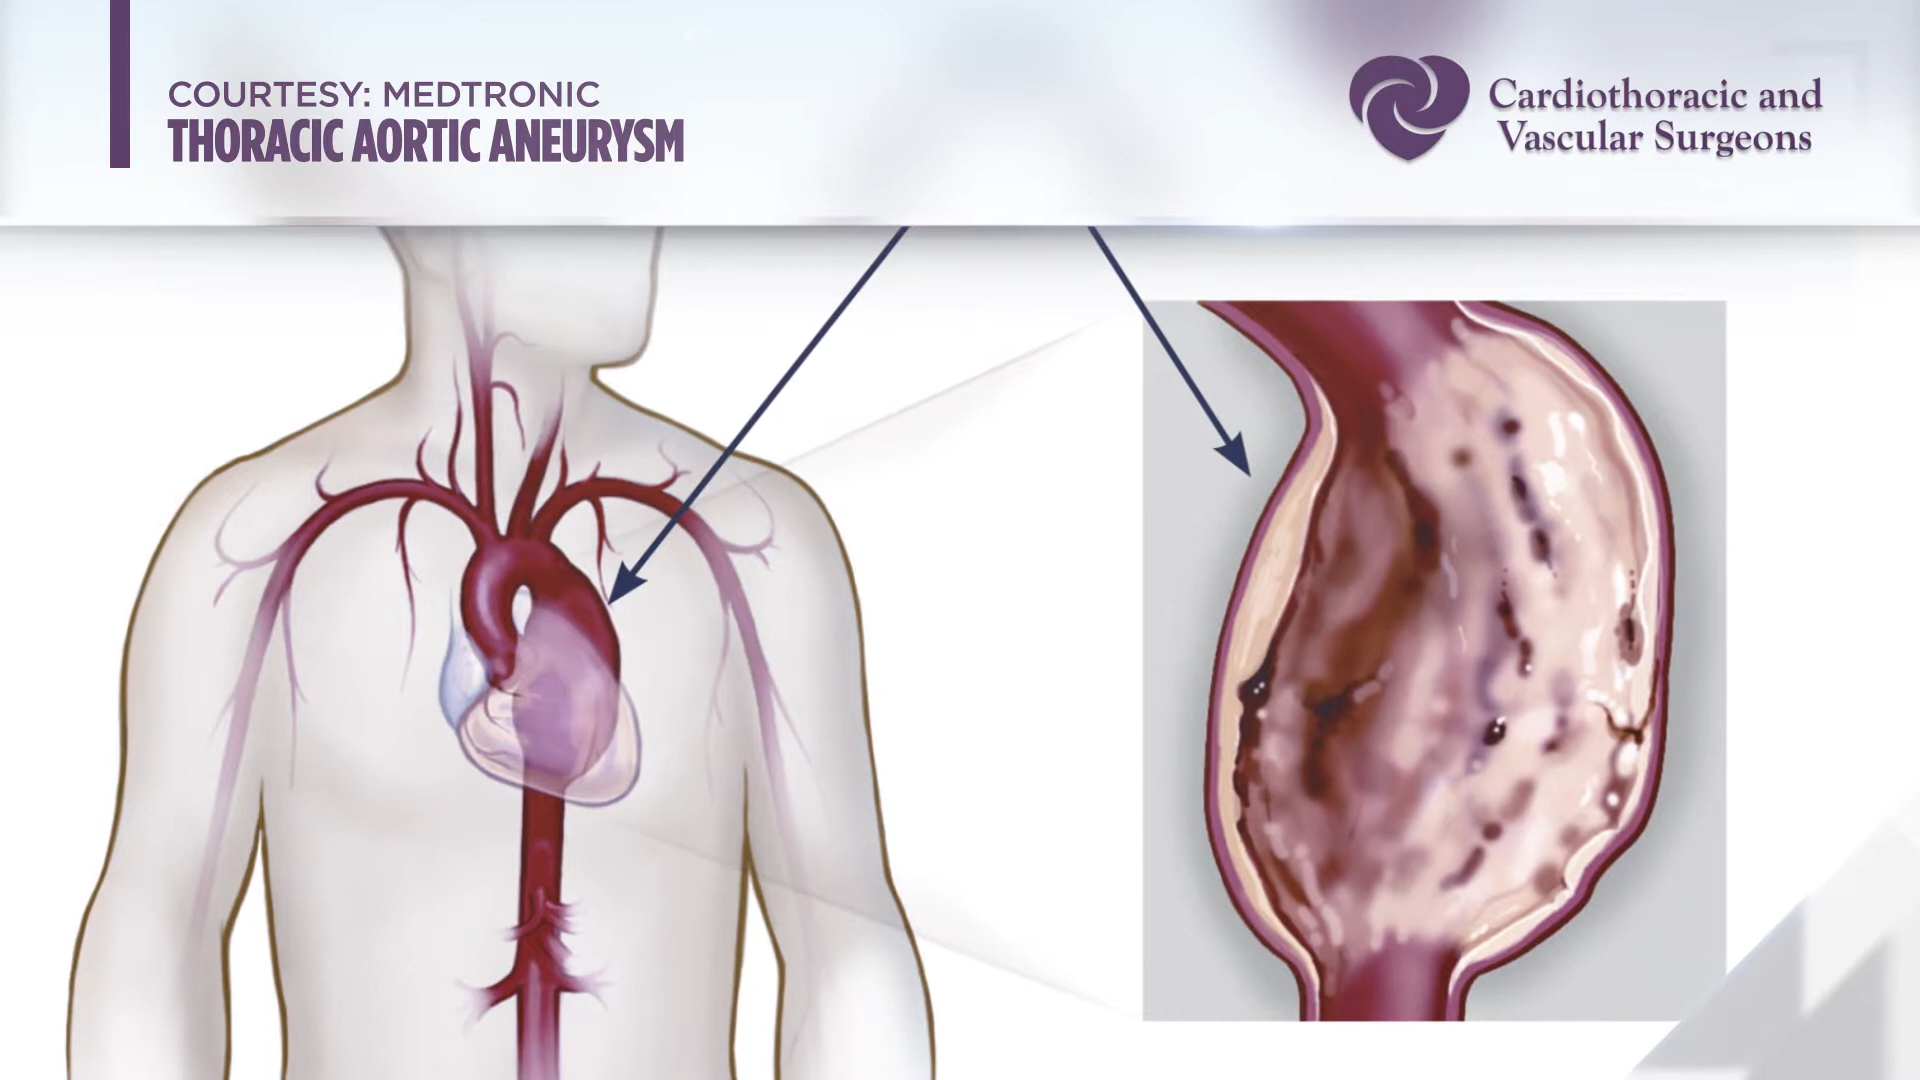 COURTESY: MEDTRONIC
THORACIC AORTIC ANEURYSM
Cardiothoracic and
Vascular Surgeons